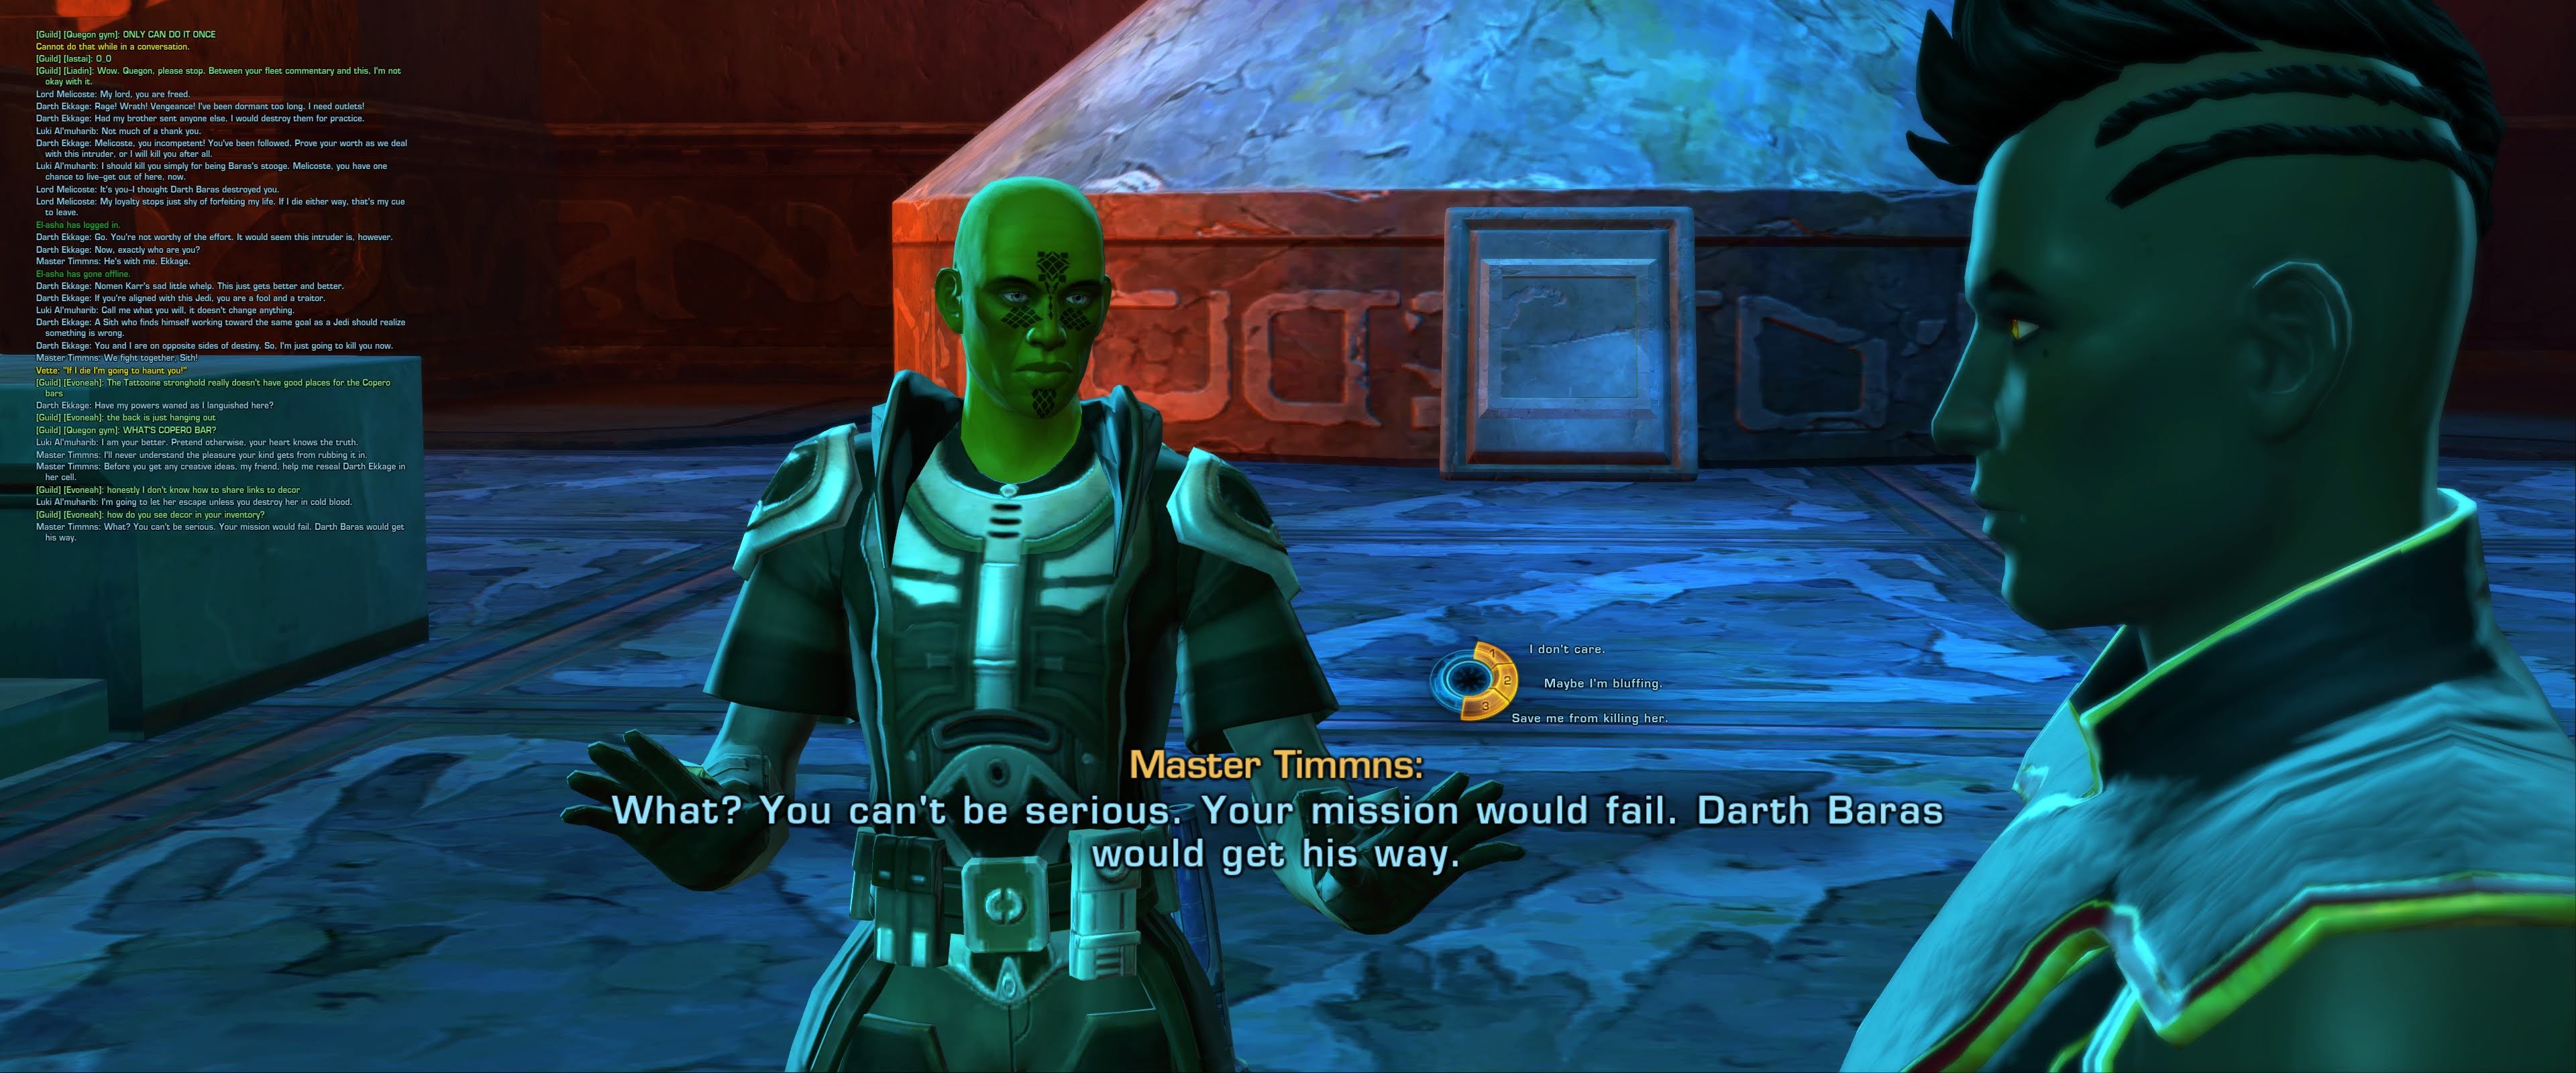 [Guild] [Quegon gym]: ONLY CAN DO IT ONCE
Cannot do that while in a conversation.
[Guild] [Iastai]: 0_0
[Guild] [Liadin]: Wow. Quegon, please stop. Between your fleet commentary and this, I'm not
okay with it.
Lord Melicoste: My lord, you are freed.
Darth Ekkage: Rage! Wrath! Vengeance! I've been dormant too long. I need outlets!
Darth Ekkage: Had my brother sent anyone else, I would destroy them for practice.
Luki Al'muharib: Not much of a thank you.
Darth Ekkage: Melicoste, you incompetent! You've been followed. Prove your worth as we deal
with this intruder, or I will kill you after all.
Luki Al'muharib: I should kill you simply for being Baras's stooge. Melicoste, you have one
chance to live–get out of here, now.
Lord Melicoste: It's you–I thought Darth Baras destroyed you.
Lord Melicoste: My loyalty stops just shy of forfeiting my life. If I die either way, that's my cue
to leave.
El-asha has logged in.
Darth Ekkage: Go. You're not worthy of the effort. It would seem this intruder is, however.
Darth Ekkage: Now, exactly who are you?
Master Timmns: He's with me, Ekkage.
El-asha has gone offline.
Darth Ekkage: Nomen Karr's sad little whelp. This just gets better and better.
Darth Ekkage: If you're aligned with this Jedi, you are a fool and a traitor.
Luki Al'muharib: Call me what you will, it doesn't change anything.
Darth Ekkage: A Sith who finds himself working toward the same goal as a Jedi should realize
something is wrong.
Darth Ekkage: You and I are on opposite sides of destiny. So, I'm just going to kill you now.
Master Timmns: We fight together, Sith!
Vette: "If I die I'm going to haunt you!"
[Guild] [Evoneah]: The Tattooine stronghold really doesn't have good places for the Copero
bars
Darth Ekkage: Have my powers waned as I languished here?
[Guild] [Evoneah]: the back is just hanging out
[Guild] [Quegon gym]: WHAT'S COPERO BAR?
Luki Al'muharib: I am your better. Pretend otherwise, your heart knows the truth.
Master Timmns: I'll never understand the pleasure your kind gets from rubbing it in.
Master Timmns: Before you get any creative ideas, my friend, help me reseal Darth Ekkage in
her cell.
[Guild] [Evoneah]: honestly I don't know how to share links to decor
Luki Al'muharib: I'm going to let her escape unless you destroy her in cold blood.
[Guild] [Evoneah]: how do you see decor in your inventory?
Master Timmns: What? You can't be serious. Your mission would fail. Darth Baras would get
his way.
1 I don't care.
2 Maybe I'm bluffing.
3 Save me from killing her.
Master Timmns:
What? You can't be serious. Your mission would fail. Darth Baras
would get his way.